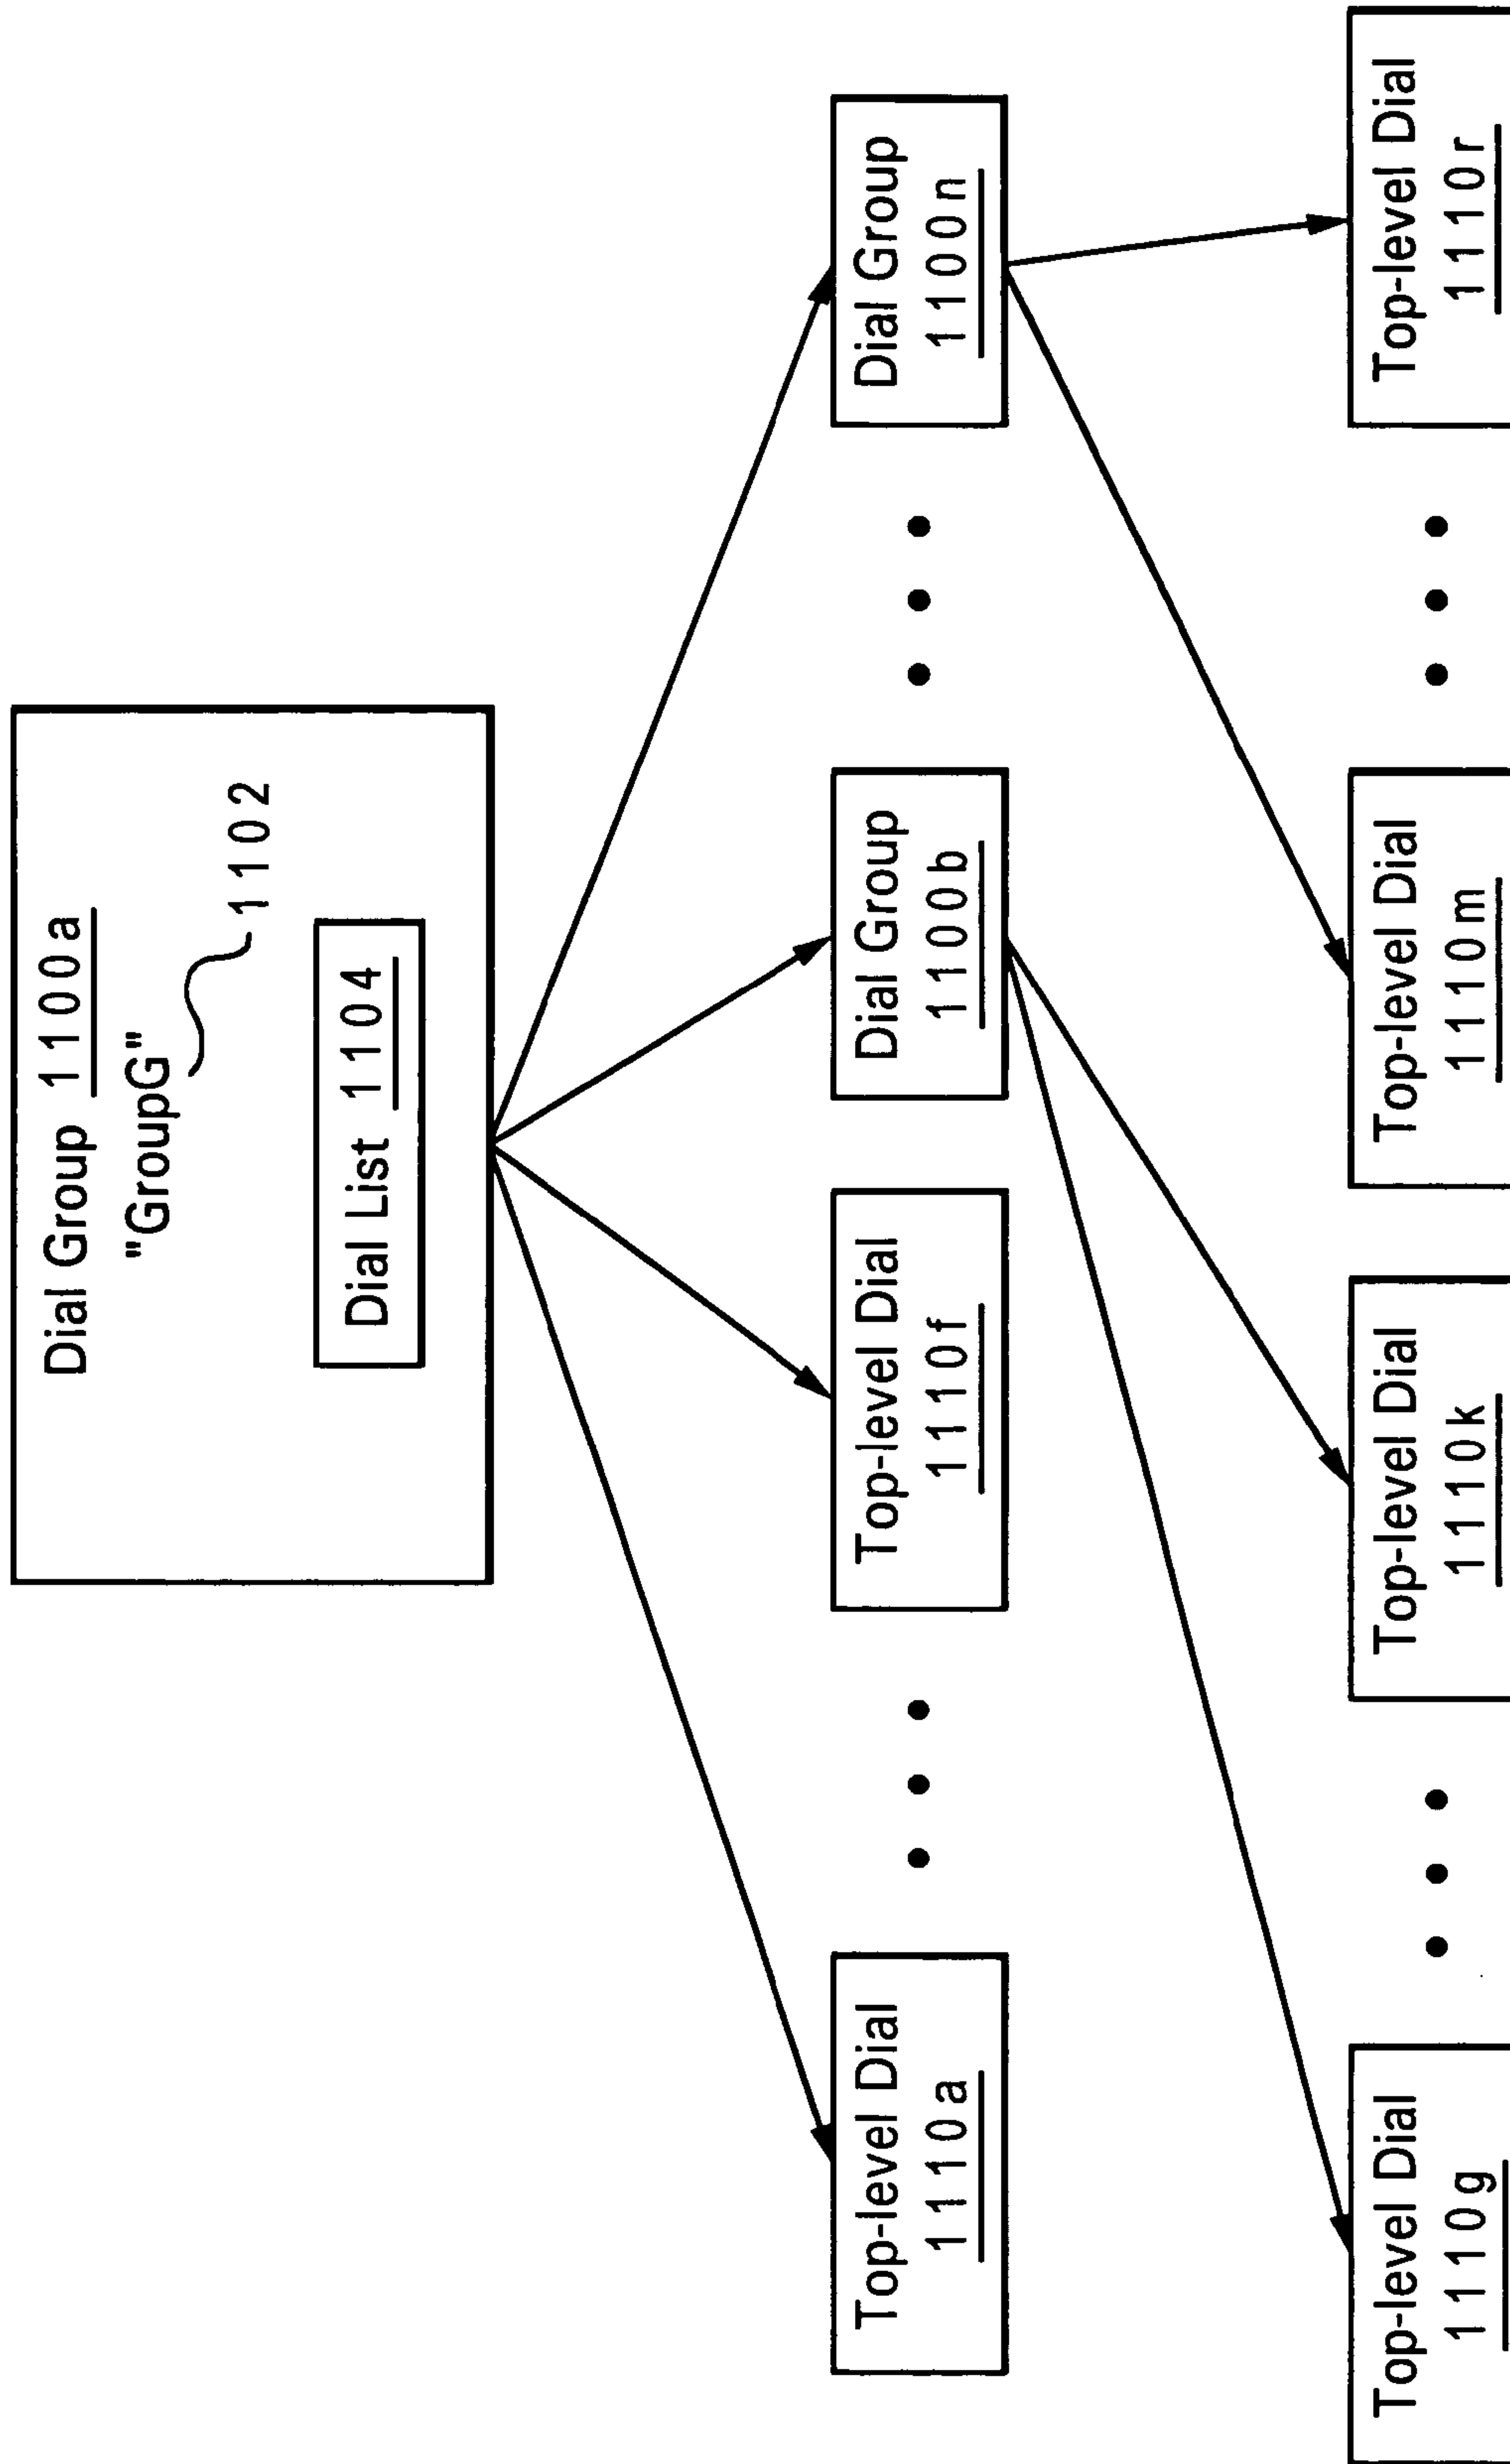 Dial Group 1100a
"GroupG"
1102
Dial List 1104
Top-level Dial
1110a
Top-level Dial
1110f
Dial Group
1100b
Dial Group
1100n
Top-level Dial
1110g
Top-level Dial
1110k
Top-level Dial
1110m
Top-level Dial
1110r